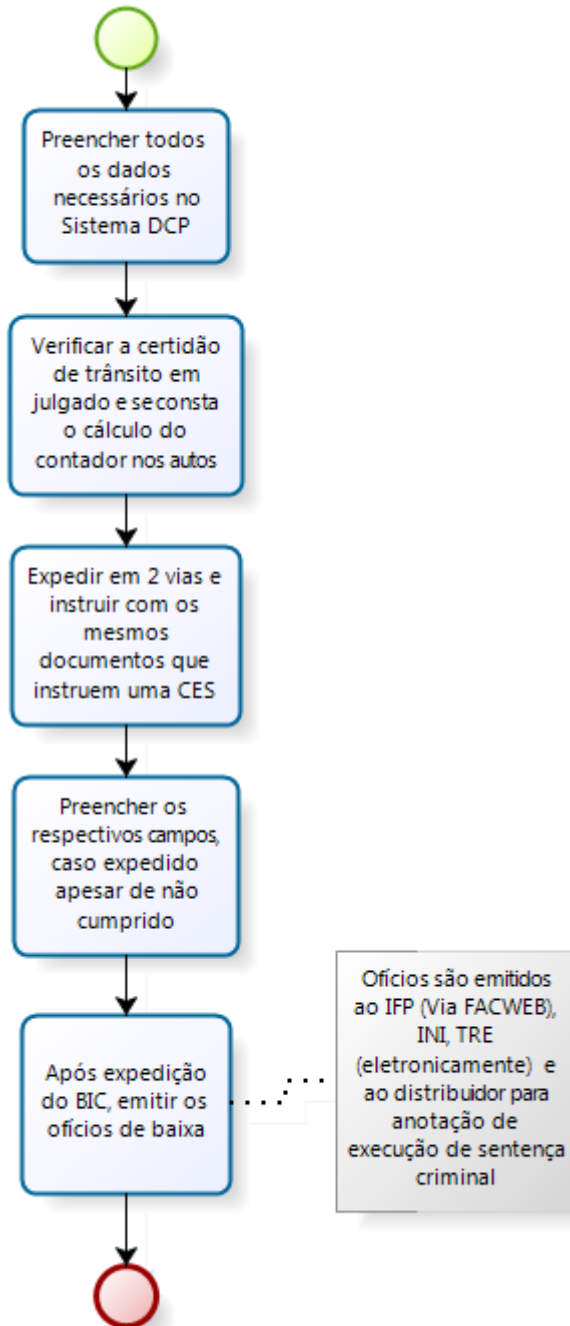 Preencher todos
os dados
necessários no
Sistema DCP
Verificar a certidão
de trânsito em
julgado e seconsta
o cálculo do
contador nos autos
Expedir em 2 vias e
instruir com os
mesmos
documentos que
instruem uma CES
Preencher os
respectivos campos,
caso expedido
apesar de não
cumprido
Após expedição
do BIC, emitir os
ofícios de baixa
Ofícios são emitidos
ao IFP (Via FACWEB),
INI, TRE
(eletronicamente) e
ao distribuidor para
anotação de
execução de sentença
criminal